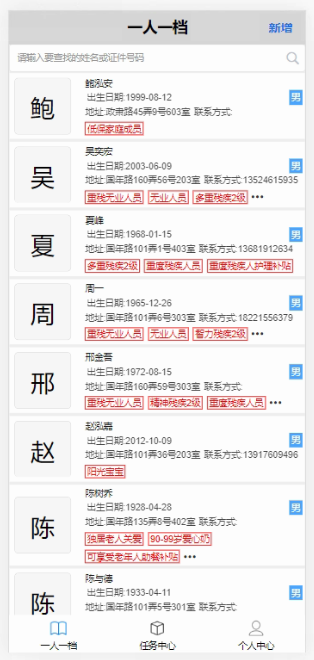 一人一档 新增
请输入要查找的姓名或证件号码
鲍
鲍泓安
出生日期:1999-08-12
男
地址:政肃路45弄9号603室 联系方式:
低保家庭成员
吴
吴奕宏
出生日期:2003-06-09
男
地址:国年路160弄56号203室 联系方式:13524615935
重残无业人员 无业人员 多重残疾2级 •••
夏
夏峰
出生日期:1968-01-15
男
地址:国年路101弄1号403室 联系方式:13681912634
多重残疾2级 重度残疾人员 重度残疾人护理补贴
周
周一
出生日期:1965-12-26
男
地址:国年路101弄6号303室 联系方式:18221556379
重残无业人员 无业人员 智力残疾2级 •••
邢
邢金吾
出生日期:1972-08-15
男
地址:国年路160弄59号303室 联系方式:
重残无业人员 精神残疾2级 重度残疾人员 •••
赵
赵泓嘉
出生日期:2012-10-09
男
地址:国年路101弄36号203室 联系方式:13917609496
阳光宝宝
陈
陈树乔
出生日期:1928-04-28
男
地址:国年路135弄8号402室 联系方式:
独居老人关爱 90-99岁爱心奶
可享受老年人助餐补贴 •••
陈
陈与德
出生日期:1933-04-11
男
地址:国年路101弄5号301室 联系方式:
一人一档 任务中心 个人中心